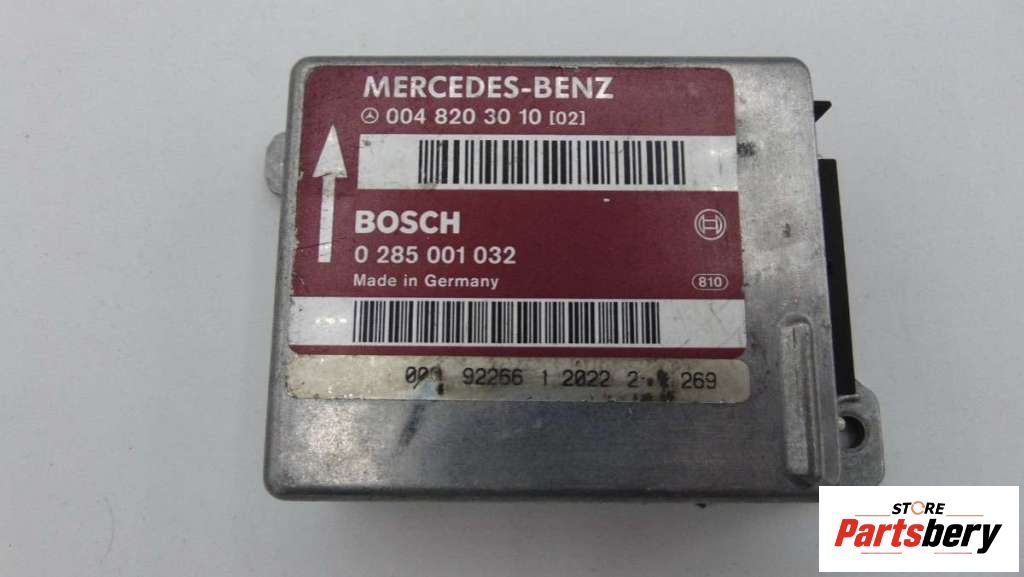 MERCEDES-BENZ
004 820 30 10 [02]
BOSCH
0 285 001 032
Made in Germany
810
92266 1 2022 2 269
STORE
Partsbery